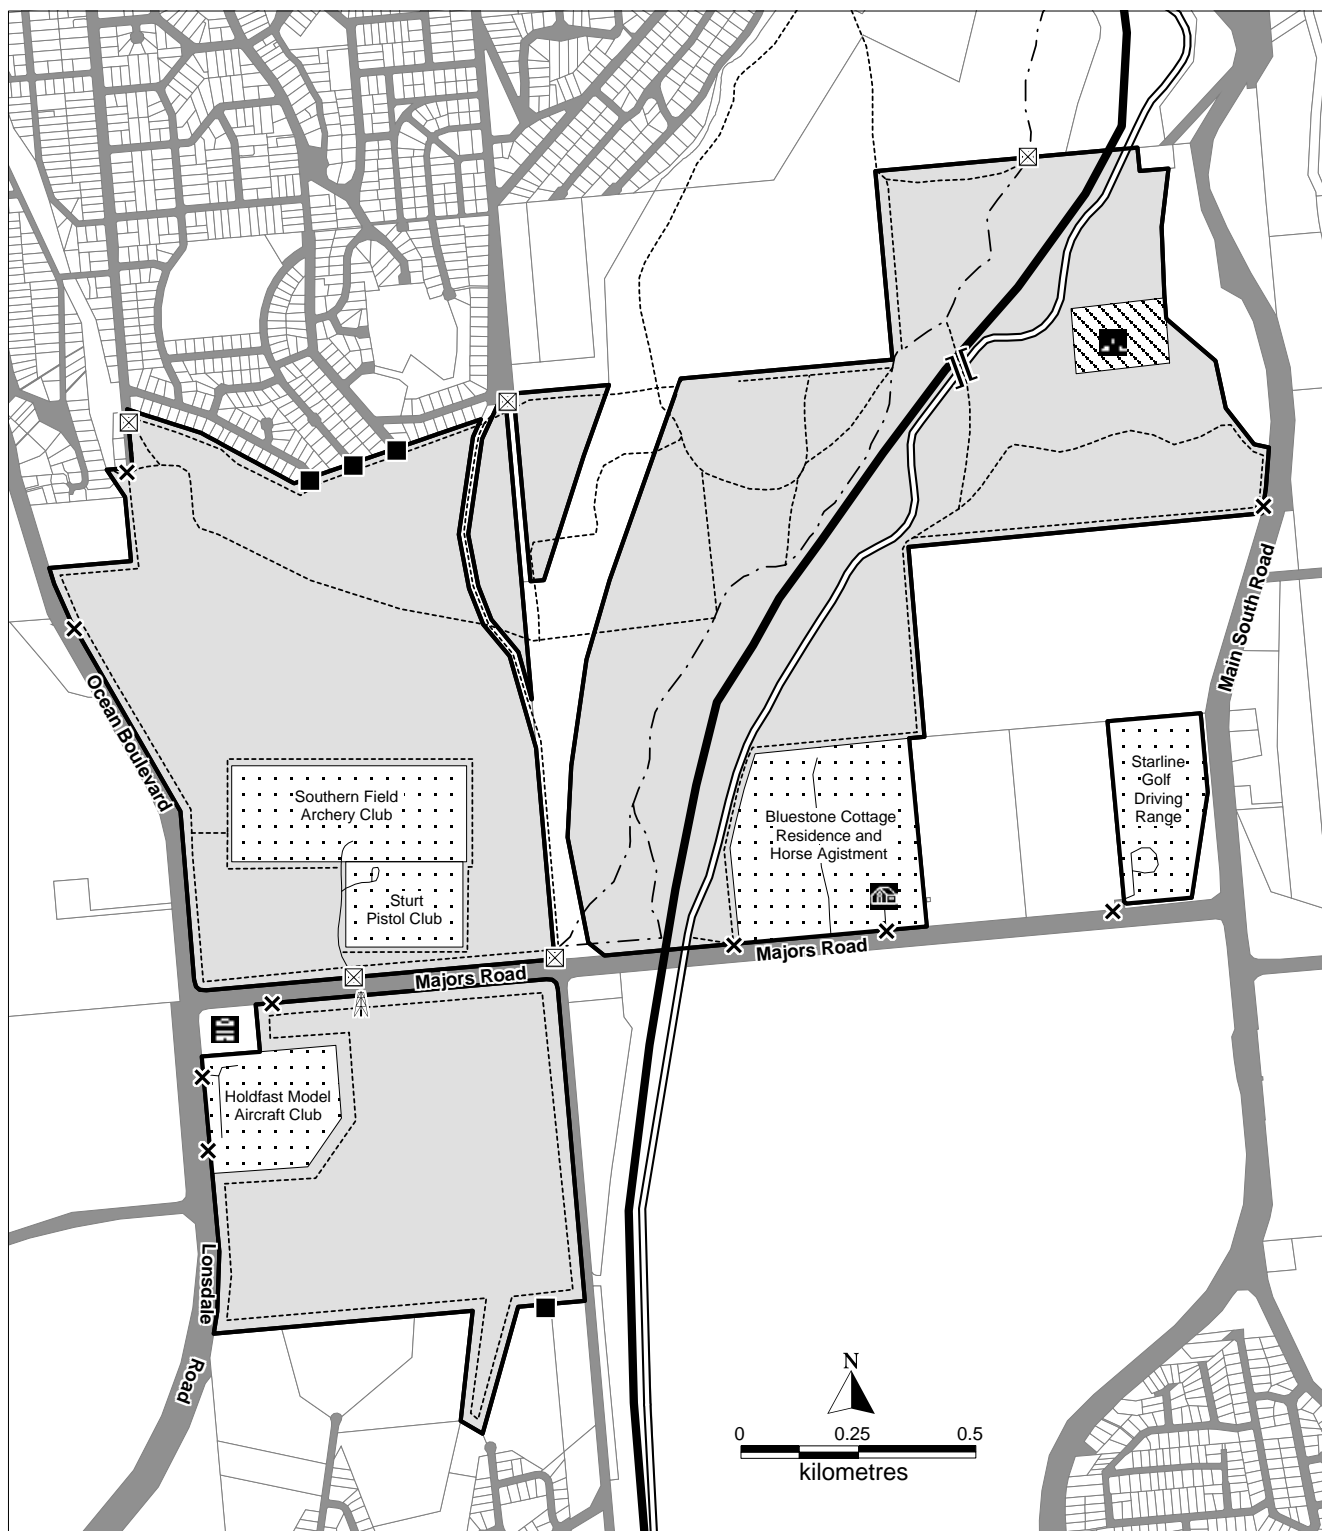 Main South Road
Ocean Boulevard
Starline
Golf
Driving
Range
Southern Field
Archery Club
Bluestone Cottage
Residence and
Horse Agistment
Sturt
Pistol Club
Majors Road
Majors Road
Holdfast Model
Aircraft Club
Lonsdale
Road
N
0 0.25 0.5
kilometres